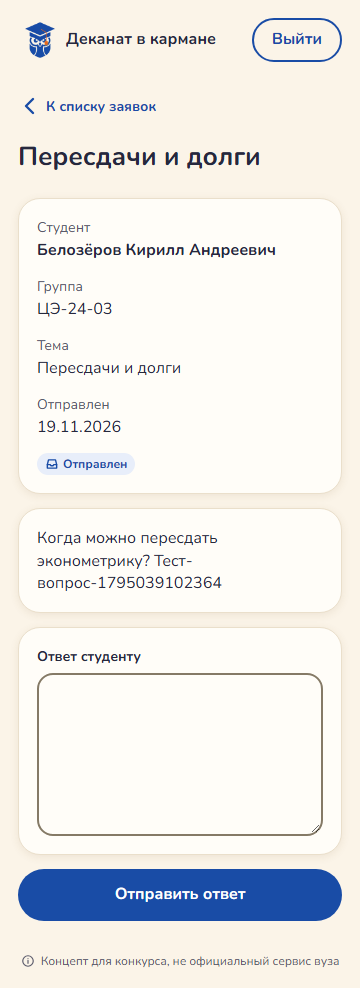 Деканат в кармане
Выйти
К списку заявок
Пересдачи и долги
Студент
Белозёров Кирилл Андреевич
Группа
ЦЭ-24-03
Тема
Пересдачи и долги
Отправлен
19.11.2026
Отправлен
Когда можно пересдать
эконометрику? Тест-
вопрос-1795039102364
Ответ студенту
Отправить ответ
Концепт для конкурса, не официальный сервис вуза